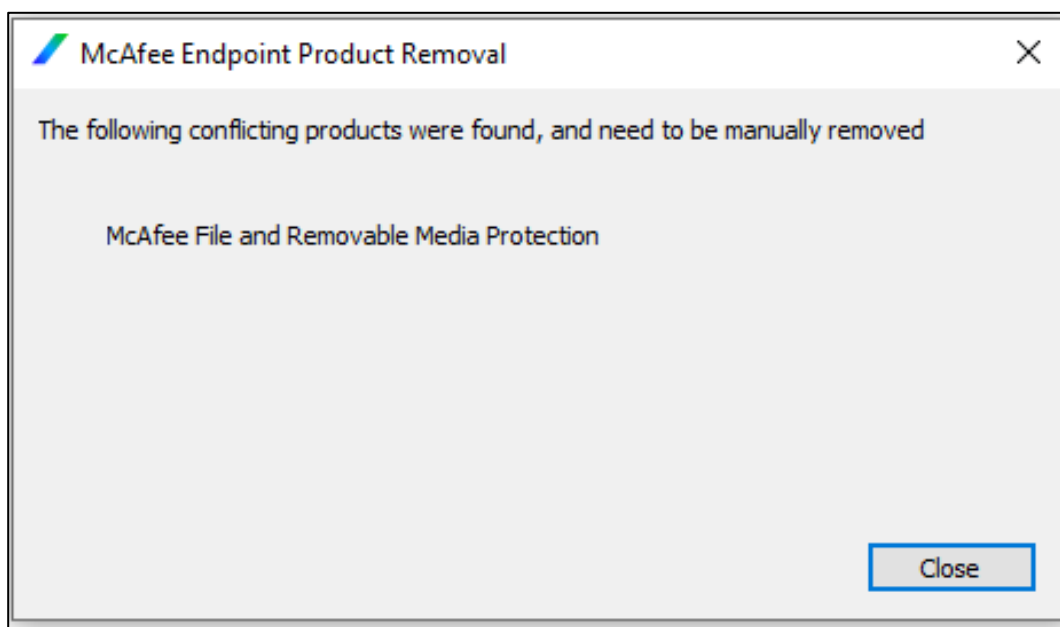 McAfee Endpoint Product Removal
The following conflicting products were found, and need to be manually removed
McAfee File and Removable Media Protection
Close